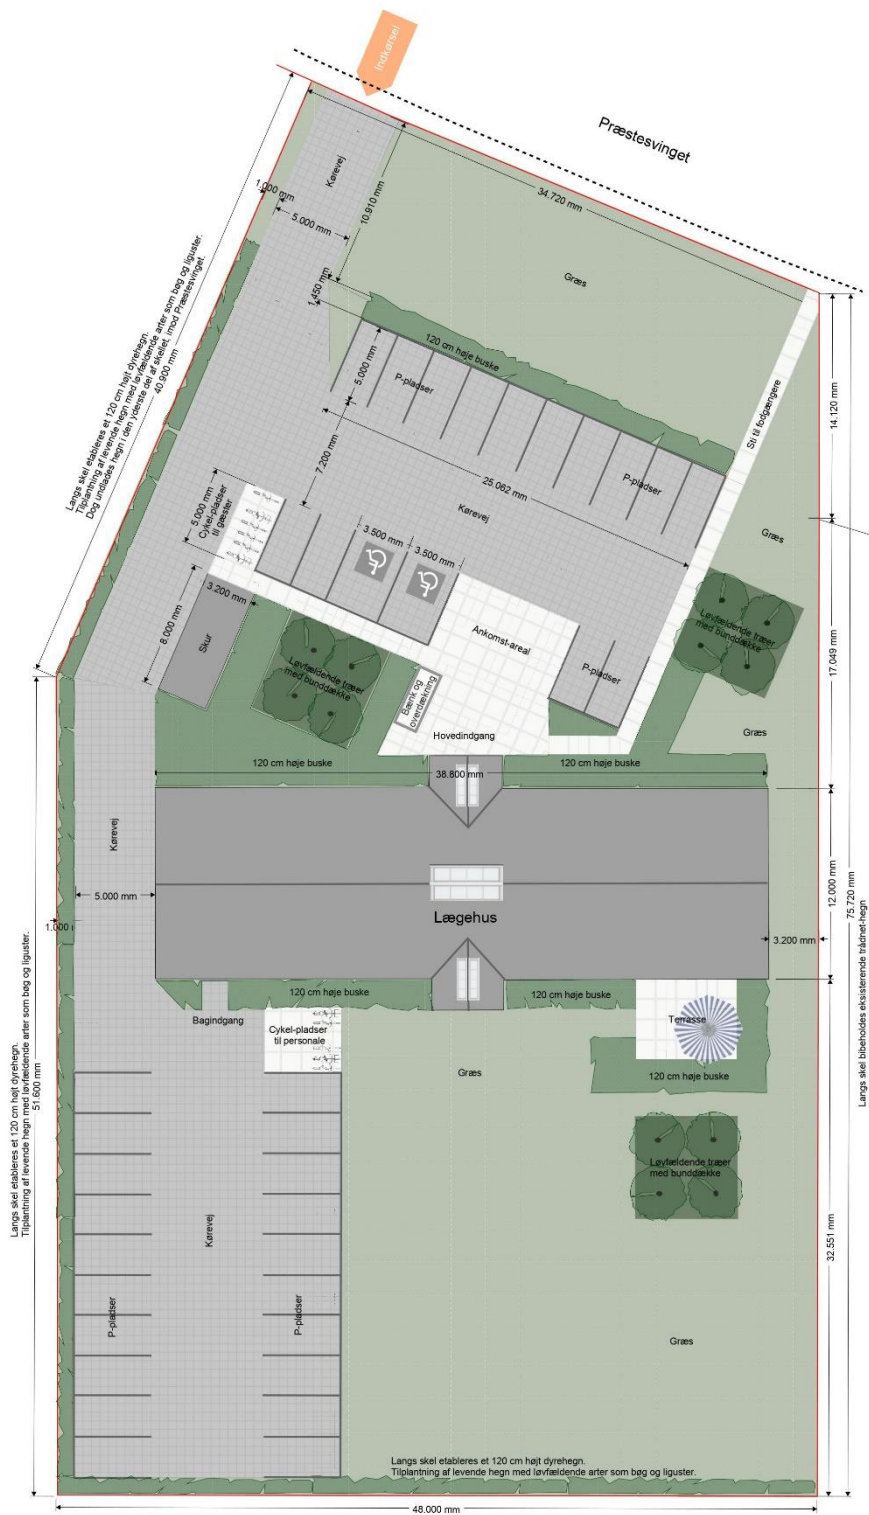 Indkørsel
Præstesvinget
Kørevej
34.720 mm
1.000 mm
5.000 mm
10.910 mm
Græs
1.450 mm
120 cm høje buske
Langs skel etableres et 120 cm højt dyrehegn.
Tilplantning af levende hegn med løvfældende arter som bøg og liguster.
Dog undlades hegn i den yderste del af skellet, imod Præstesvinget.
40.900 mm
5.000 mm
P-pladser
Sti til fodgængere
14.120 mm
7.200 mm
25.062 mm
P-pladser
Kørevej
5.000 mm
Cykel-pladser
til gæster
3.500 mm
3.500 mm
Græs
3.200 mm
8.000 mm
Skur
Løvfældende træer
med bunddække
Ankomst-areal
Løvfældende træer
med bunddække
17.049 mm
P-pladser
Bænk og
overdækning
Hovedindgang
Græs
120 cm høje buske
120 cm høje buske
38.800 mm
Kørevej
12.000 mm
75.720 mm
5.000 mm
Lægehus
1.000
3.200 mm
Langs skel bibeholdes eksisterende trådnet-hegn
120 cm høje buske
120 cm høje buske
Bagindgang
Cykel-pladser
til personale
Terrasse
Græs
120 cm høje buske
Langs skel etableres et 120 cm højt dyrehegn.
Tilplantning af levende hegn med løvfældende arter som bøg og liguster.
51.600 mm
Løvfældende træer
med bunddække
Kørevej
32.551 mm
P-pladser
P-pladser
Græs
Langs skel etableres et 120 cm højt dyrehegn.
Tilplantning af levende hegn med løvfældende arter som bøg og liguster.
48.000 mm